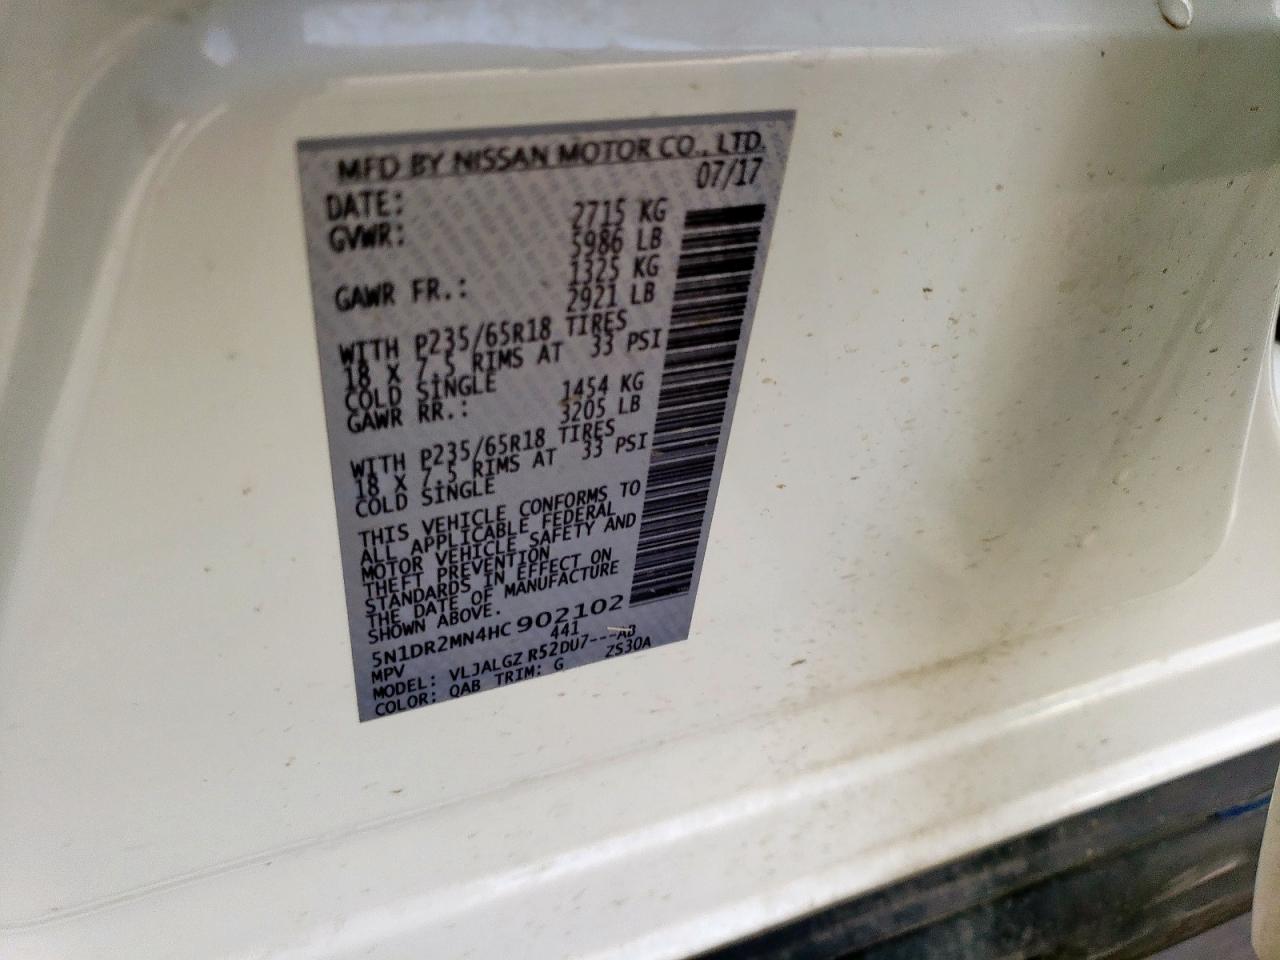 MFD BY NISSAN MOTOR CO., LTD.
DATE: 07/17
GVWR: 2715 KG
5986 LB
GAWR FR.: 1325 KG
2921 LB
WITH P235/65R18 TIRES
18 X 7.5 RIMS AT 33 PSI
COLD SINGLE
GAWR RR.: 1454 KG
3205 LB
WITH P235/65R18 TIRES
18 X 7.5 RIMS AT 33 PSI
COLD SINGLE
THIS VEHICLE CONFORMS TO
ALL APPLICABLE FEDERAL
MOTOR VEHICLE SAFETY AND
THEFT PREVENTION
STANDARDS IN EFFECT ON
THE DATE OF MANUFACTURE
SHOWN ABOVE.
5N1DR2MN4HC902102
MPV 441
MODEL: VLJALGZ R52DU7---AB
COLOR: QAB TRIM: G ZS30A